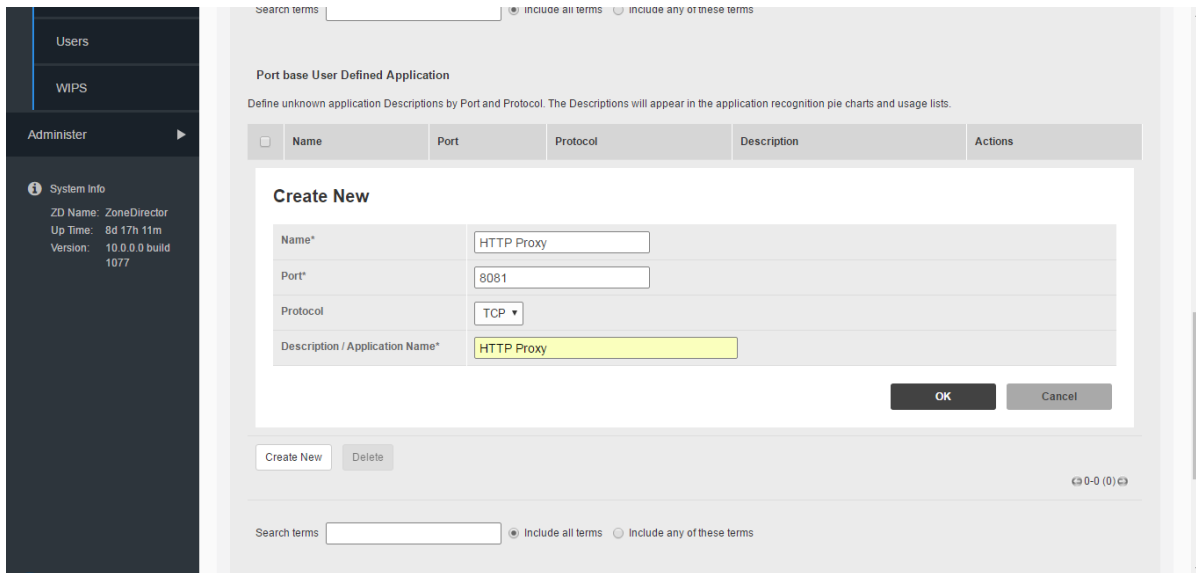 Search terms Include all terms Include any of these terms
Users
WIPS
Administer
System Info
ZD Name: ZoneDirector
Up Time: 8d 17h 11m
Version: 10.0.0.0 build
1077
Port base User Defined Application
Define unknown application Descriptions by Port and Protocol. The Descriptions will appear in the application recognition pie charts and usage lists.
Name Port Protocol Description Actions
Create New
Name* HTTP Proxy
Port* 8081
Protocol TCP
Description / Application Name* HTTP Proxy
OK Cancel
Create New Delete
0-0 (0)
Search terms Include all terms Include any of these terms